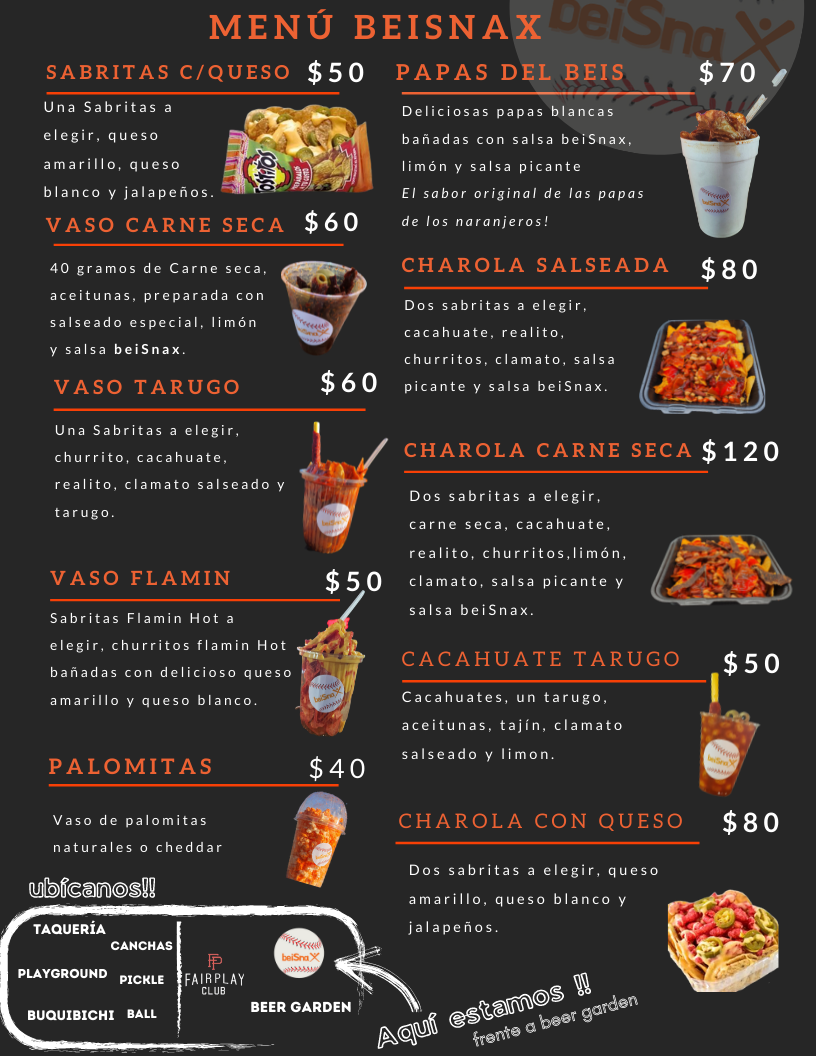 MENÚ BEISNAX
beiSnaX
SABRITAS C/QUESO $50
Una Sabritas a
elegir, queso
amarillo, queso
blanco y jalapeños.
TOSTITOS
VASO CARNE SECA $60
40 gramos de Carne seca,
aceitunas, preparada con
salseado especial, limón
y salsa beiSnax.
beiSnaX
VASO TARUGO $60
Una Sabritas a elegir,
churrito, cacahuate,
realito, clamato salseado y
tarugo.
beiSnaX
VASO FLAMIN $50
Sabritas Flamin Hot a
elegir, churritos flamin Hot
bañadas con delicioso queso
amarillo y queso blanco.
beiSnaX
PALOMITAS $40
Vaso de palomitas
naturales o cheddar
PAPAS DEL BEIS $70
Deliciosas papas blancas
bañadas con salsa beiSnax,
limón y salsa picante
El sabor original de las papas
de los naranjeros!
beiSnaX
CHAROLA SALSEADA $80
Dos sabritas a elegir,
cacahuate, realito,
churritos, clamato, salsa
picante y salsa beiSnax.
CHAROLA CARNE SECA $120
Dos sabritas a elegir,
carne seca, cacahuate,
realito, churritos,limón,
clamato, salsa picante y
salsa beiSnax.
CACAHUATE TARUGO $50
Cacahuates, un tarugo,
aceitunas, tajín, clamato
salseado y limon.
beiSnaX
CHAROLA CON QUESO $80
Dos sabritas a elegir, queso
amarillo, queso blanco y
jalapeños.
ubícanos!!
TAQUERÍA
CANCHAS
PLAYGROUND
PICKLE
BUQUIBICHI
BALL
FP
FAIRPLAY
CLUB
beiSnaX
BEER GARDEN
Aquí estamos !!
frente a beer garden